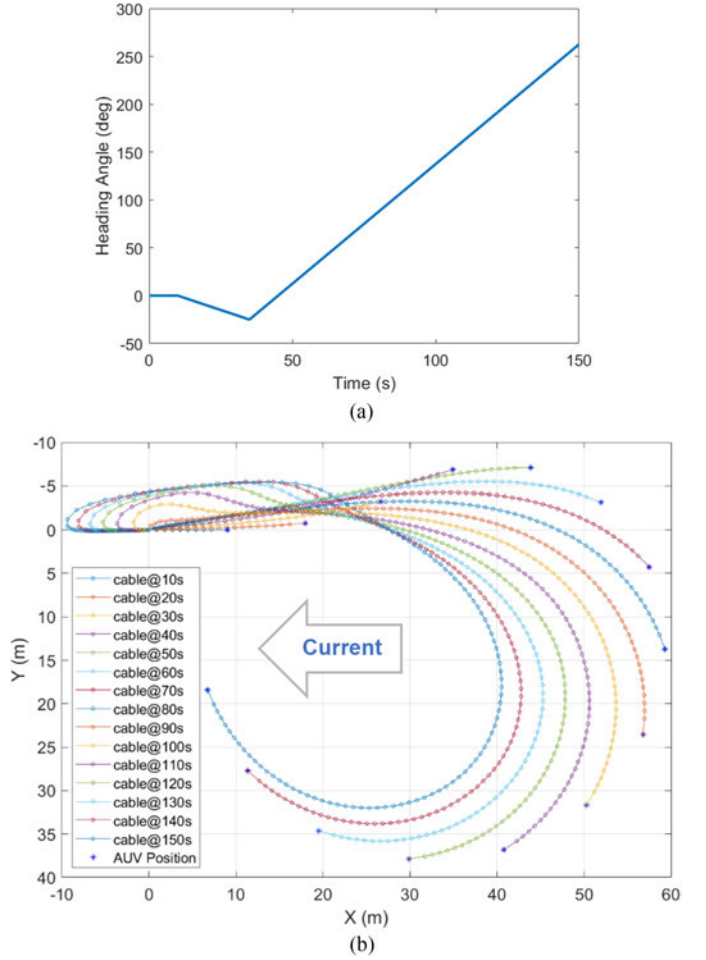 300
250
200
150
100
50
0
-50
Heading Angle (deg)
0 50 100 150
Time (s)
(a)
-10
-5
0
5
10
15
20
25
30
35
40
Y (m)
cable@10s
cable@20s
cable@30s
cable@40s
cable@50s
cable@60s
cable@70s
cable@80s
cable@90s
cable@100s
cable@110s
cable@120s
cable@130s
cable@140s
cable@150s
AUV Position
Current
-10 0 10 20 30 40 50 60
X (m)
(b)